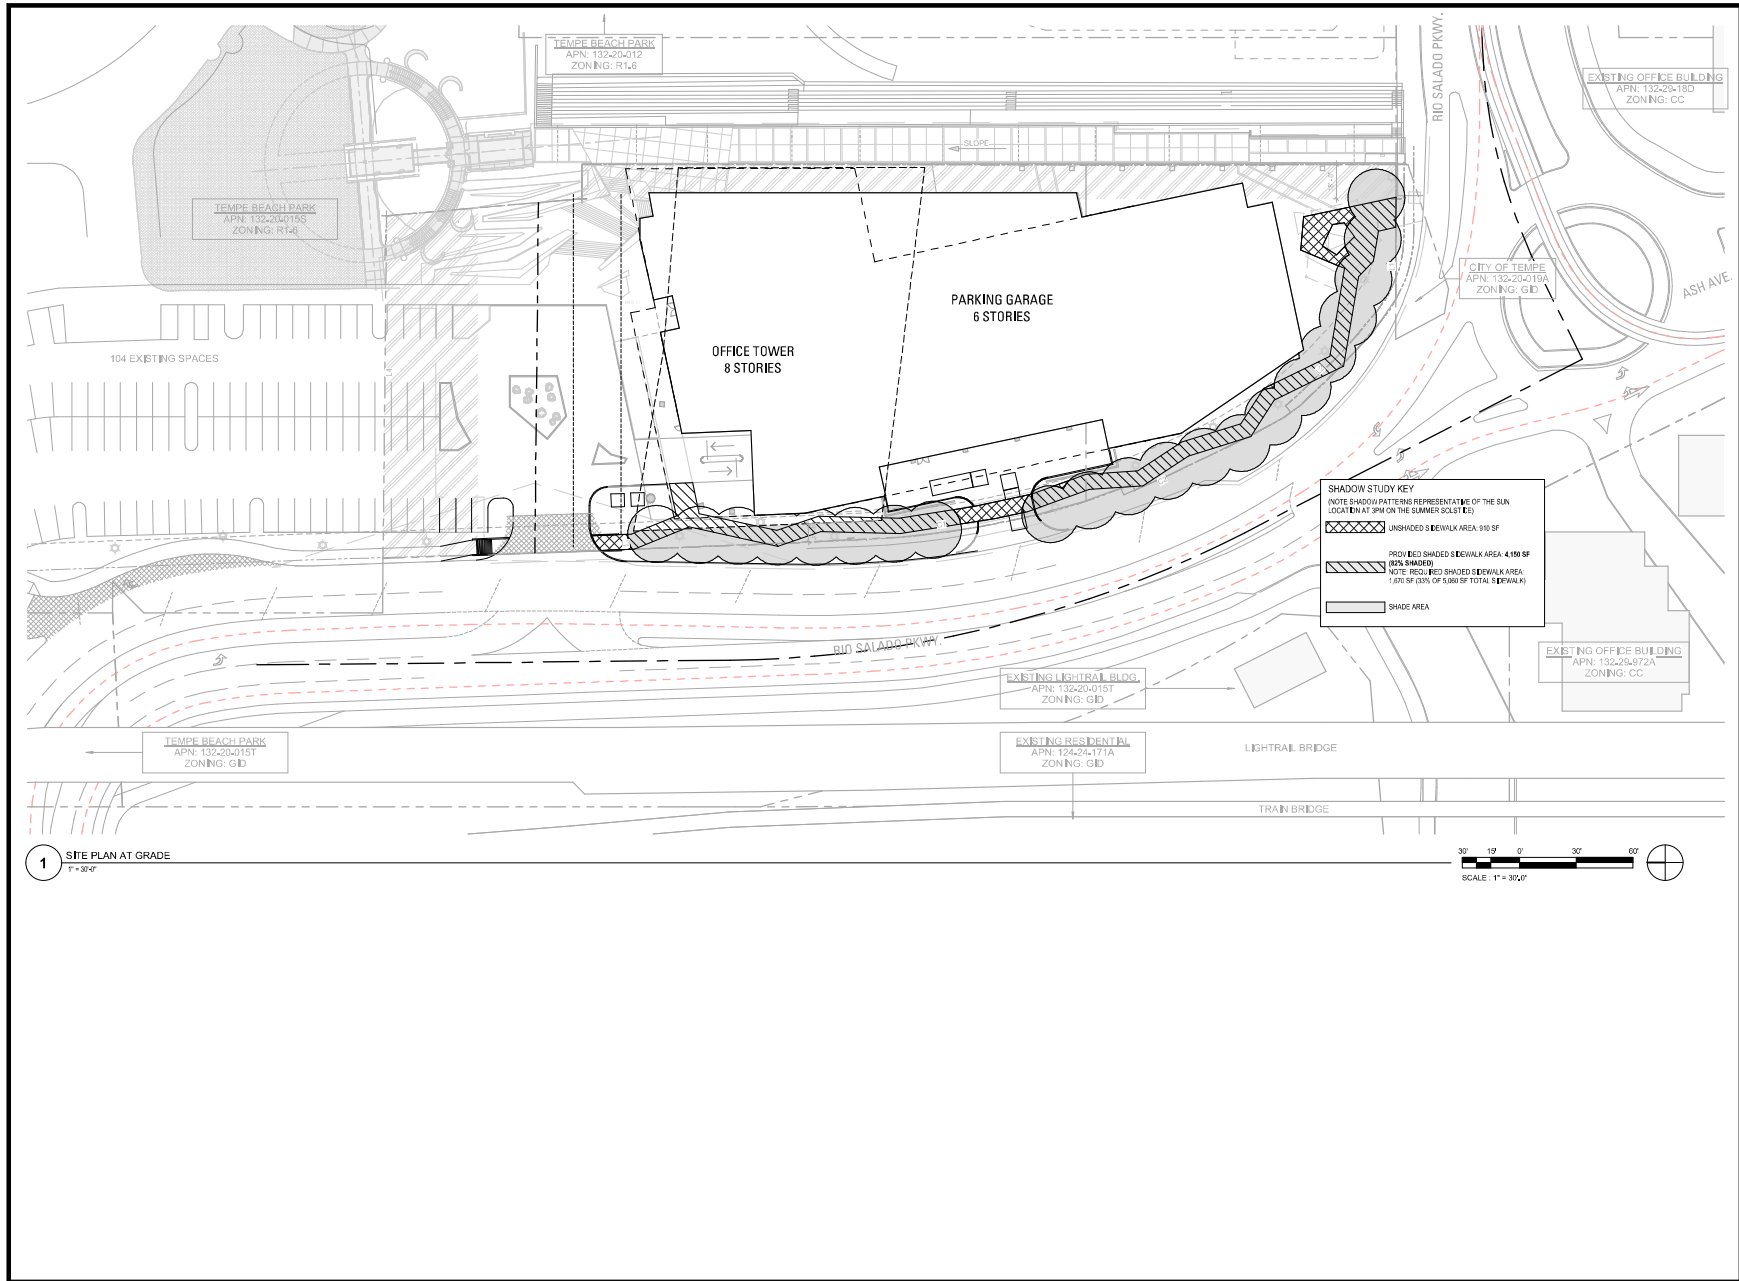 TEMPE BEACH PARK
APN: 132-20-012
ZONING: R1-6
RIO SALADO PKWY.
EXISTING OFFICE BUILDING
APN: 132-29-18D
ZONING: CC
SLOPE
TEMPE BEACH PARK
APN: 132-20-015S
ZONING: R1-6
CITY OF TEMPE
APN: 132-20-019A
ZONING: GID
ASH AVE.
PARKING GARAGE
6 STORIES
OFFICE TOWER
8 STORIES
104 EXISTING SPACES
SHADOW STUDY KEY
(NOTE SHADOW PATTERNS REPRESENTATIVE OF THE SUN
LOCATION AT 3PM ON THE SUMMER SOLSTICE)
UNSHADED SIDEWALK AREA: 910 SF
PROVIDED SHADED SIDEWALK AREA: 4,150 SF
(82% SHADED)
NOTE: REQUIRED SHADED SIDEWALK AREA:
1,670 SF (33% OF 5,060 SF TOTAL SIDEWALK)
SHADE AREA
RIO SALADO PKWY.
EXISTING OFFICE BUILDING
APN: 132-29-972A
ZONING: CC
EXISTING LIGHTRAIL BLDG.
APN: 132-20-015T
ZONING: GID
TEMPE BEACH PARK
APN: 132-20-015T
ZONING: GID
EXISTING RESIDENTIAL
APN: 124-24-171A
ZONING: GID
LIGHTRAIL BRIDGE
TRAIN BRIDGE
1
SITE PLAN AT GRADE
1" = 30'-0"
30' 15' 0' 30' 60'
SCALE : 1" = 30'-0"